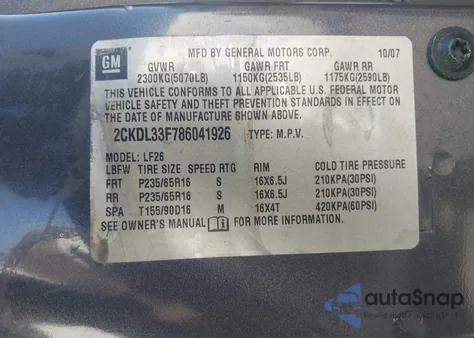 GM
MFD BY GENERAL MOTORS CORP. 10/07
GVWR GAWR FRT GAWR RR
2300KG(5070LB) 1150KG(2535LB) 1175KG(2590LB)
THIS VEHICLE CONFORMS TO ALL APPLICABLE U.S. FEDERAL MOTOR
VEHICLE SAFETY AND THEFT PREVENTION STANDARDS IN EFFECT ON THE
DATE OF MANUFACTURE SHOWN ABOVE.
2CKDL33F786041926 TYPE: M.P.V.
MODEL: LF26
LBFW TIRE SIZE SPEED RTG RIM COLD TIRE PRESSURE
FRT P235/65R16 S 16X6.5J 210KPA(30PSI)
RR P235/65R16 S 16X6.5J 210KPA(30PSI)
SPA T155/90D16 M 16X4T 420KPA(60PSI)
SEE OWNER'S MANUAL FOR MORE INFORMATION.
autoSnap